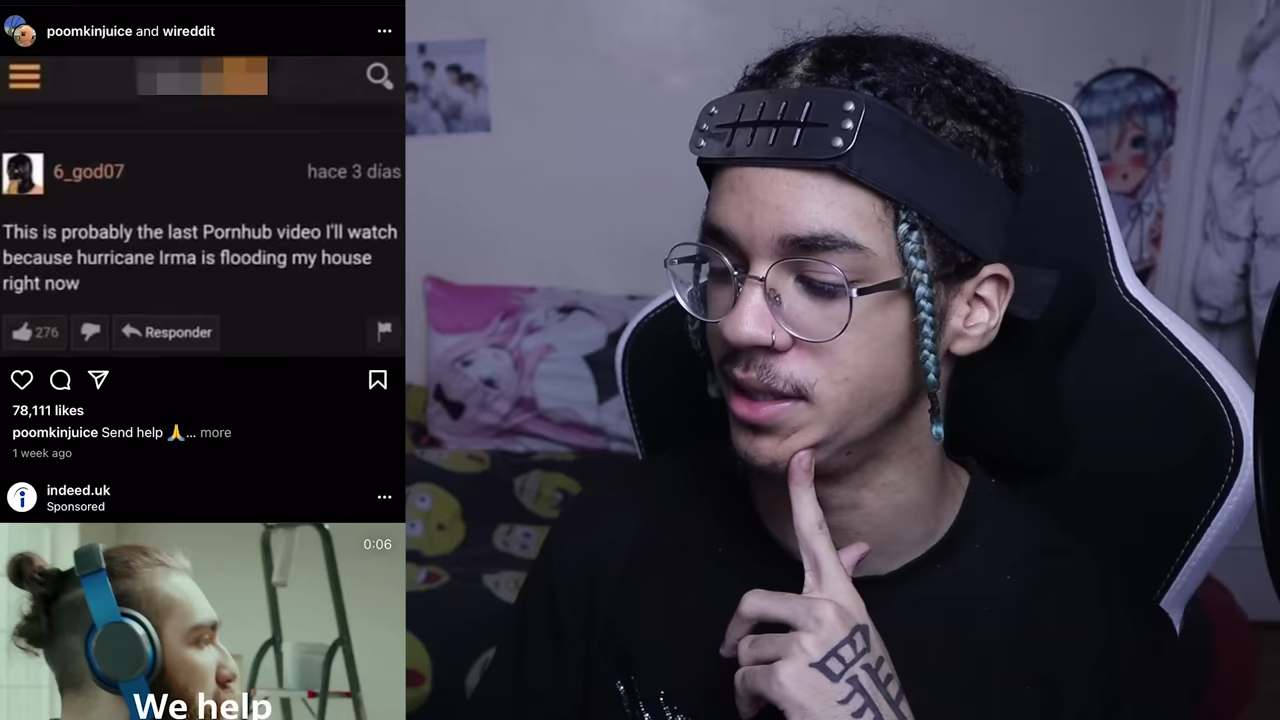 poomkinjuice and wireddit
6_god07
hace 3 días
This is probably the last Pornhub video I'll watch
because hurricane Irma is flooding my house
right now
276
Responder
78,111 likes
poomkinjuice Send help 🙏... more
1 week ago
indeed.uk
Sponsored
0:06
We help